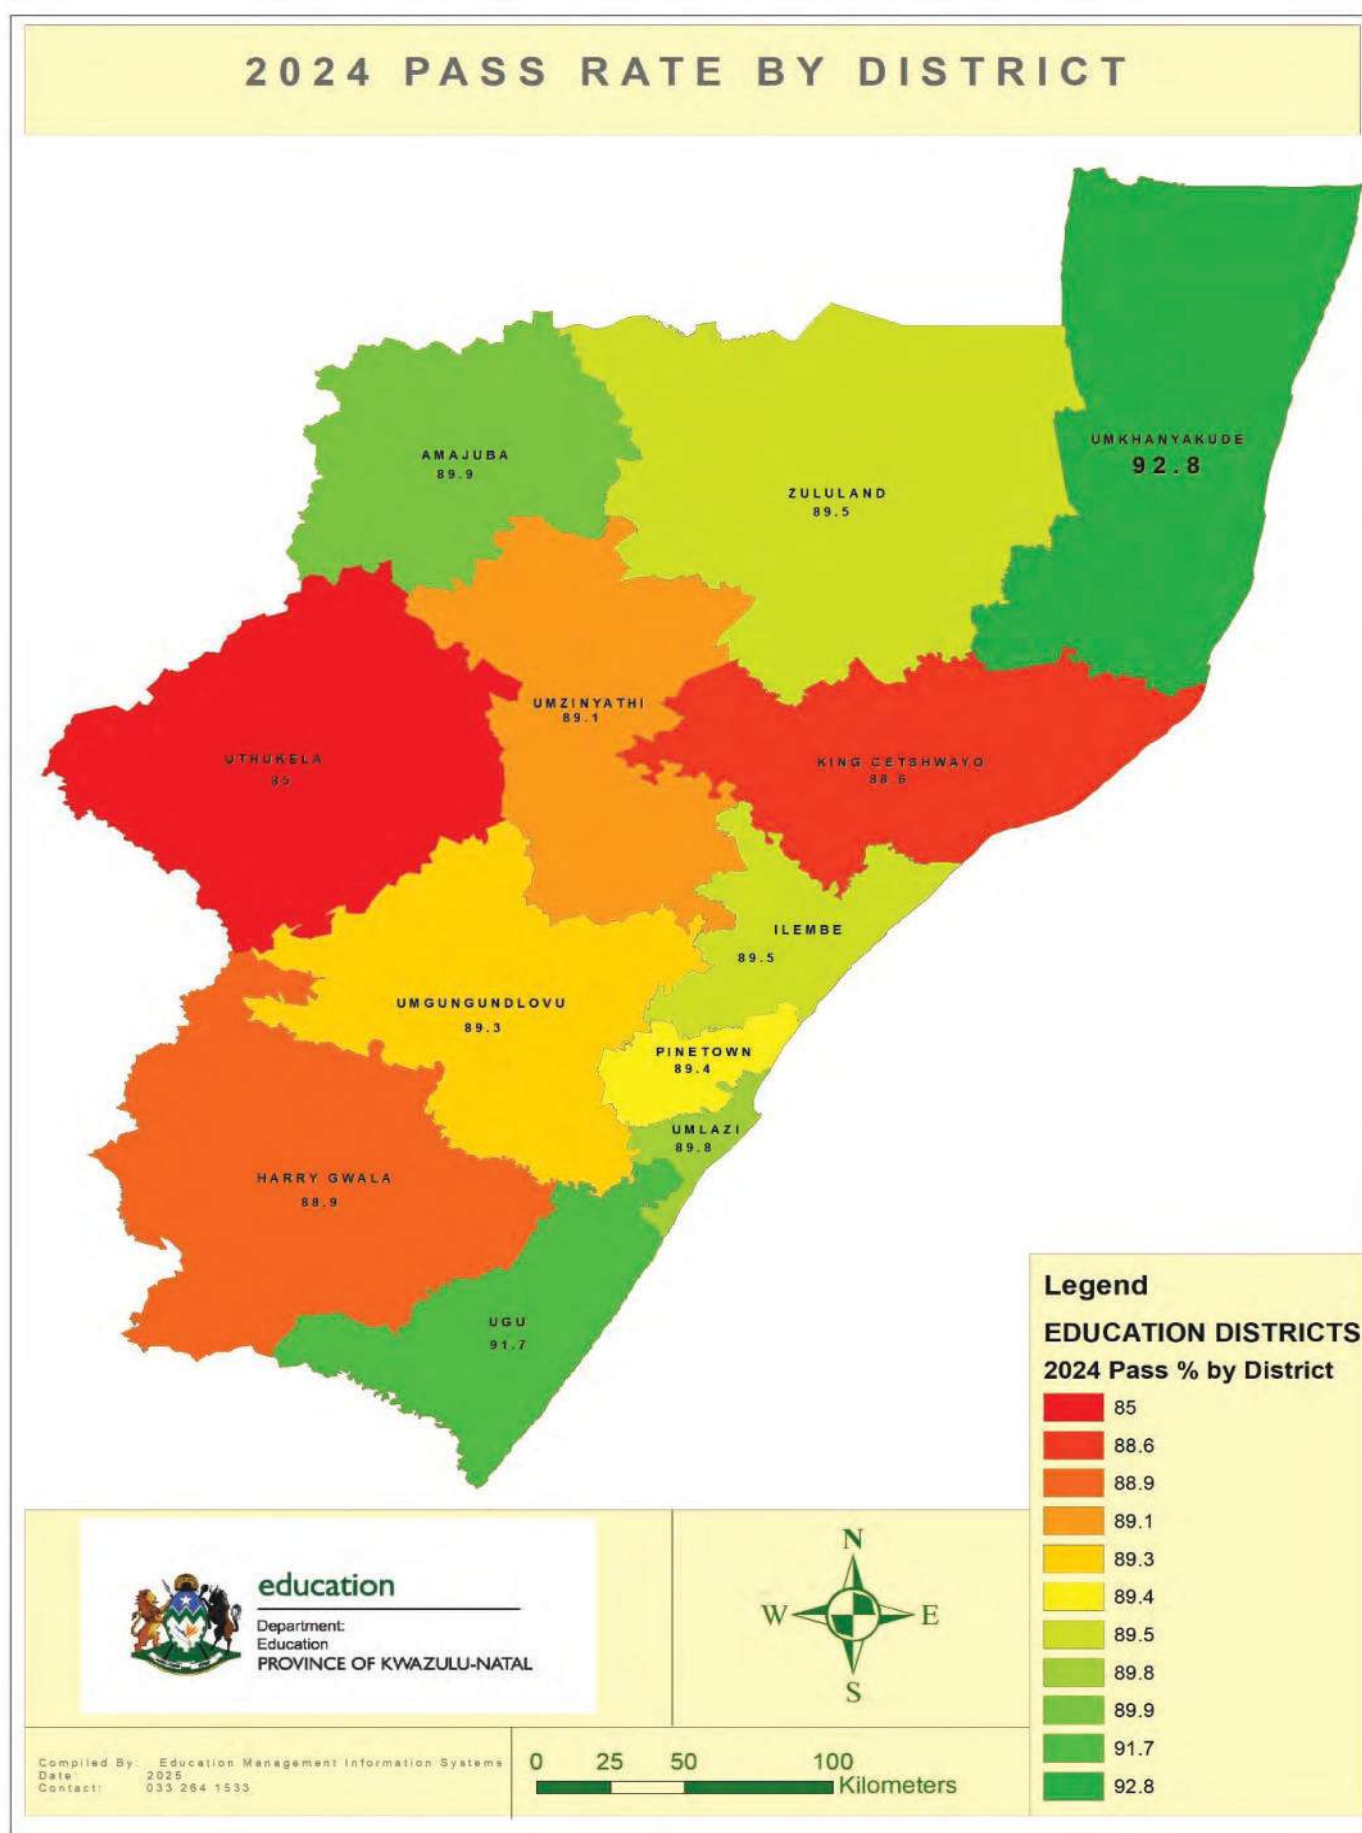 2024 PASS RATE BY DISTRICT
UMKHANYAKUDE
92.8
AMAJUBA
89.9
ZULULAND
89.5
UMZINYATHI
89.1
UTHUKELA
85
KING CETSHWAYO
88.6
ILEMBE
89.5
UMGUNGUNDLOVU
89.3
PINETOWN
89.4
UMLAZI
89.8
HARRY GWALA
88.9
UGU
91.7
Legend
EDUCATION DISTRICTS
2024 Pass % by District
85
88.6
88.9
89.1
89.3
89.4
89.5
89.8
89.9
91.7
92.8
education
Department:
Education
PROVINCE OF KWAZULU-NATAL
N
W E
S
Compiled By: Education Management Information Systems
Date 2025
Contact: 033 264 1533
0 25 50 100
Kilometers